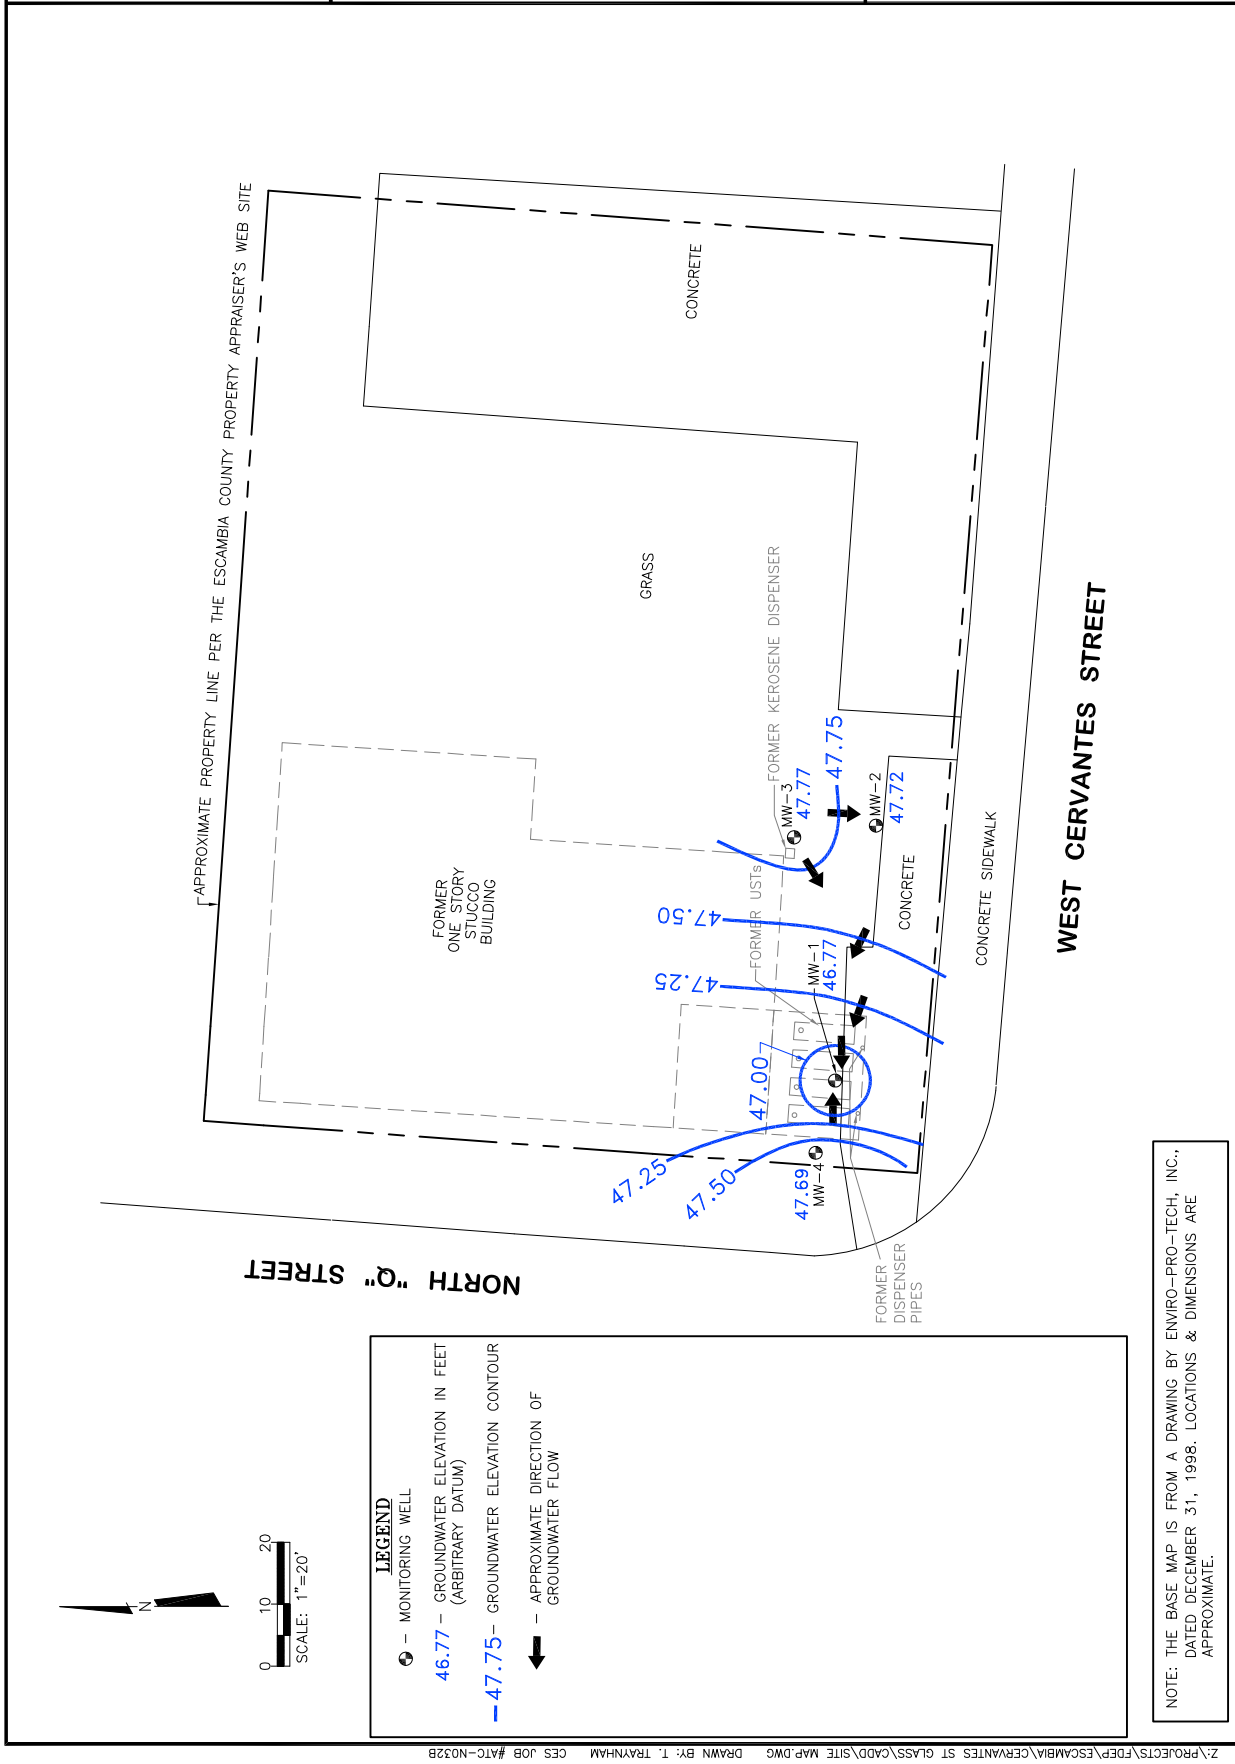 APPROXIMATE PROPERTY LINE PER THE ESCAMBIA COUNTY PROPERTY APPRAISER'S WEB SITE
CONCRETE
GRASS
FORMER
ONE STORY
STUCCO
BUILDING
FORMER KEROSENE DISPENSER
FORMER USTs
MW-3
47.77
47.75
MW-2
47.72
47.50
47.25
MW-1
46.77
47.00
CONCRETE
CONCRETE SIDEWALK
47.25
47.50
47.69
MW-4
FORMER
DISPENSER
PIPES
WEST CERVANTES STREET
NORTH "Q" STREET
N
0 10 20
SCALE: 1"=20'
LEGEND
- MONITORING WELL
46.77 - GROUNDWATER ELEVATION IN FEET
(ARBITRARY DATUM)
47.75 - GROUNDWATER ELEVATION CONTOUR
- APPROXIMATE DIRECTION OF
GROUNDWATER FLOW
NOTE: THE BASE MAP IS FROM A DRAWING BY ENVIRO-PRO-TECH, INC.,
DATED DECEMBER 31, 1998. LOCATIONS & DIMENSIONS ARE
APPROXIMATE.
Z:\PROJECTS\FDEP\ESCAMBIA\CERVANTES ST GLASS\CADD\SITE MAP.DWG DRAWN BY: T. TRAYNHAM CES JOB #ATC-N032B